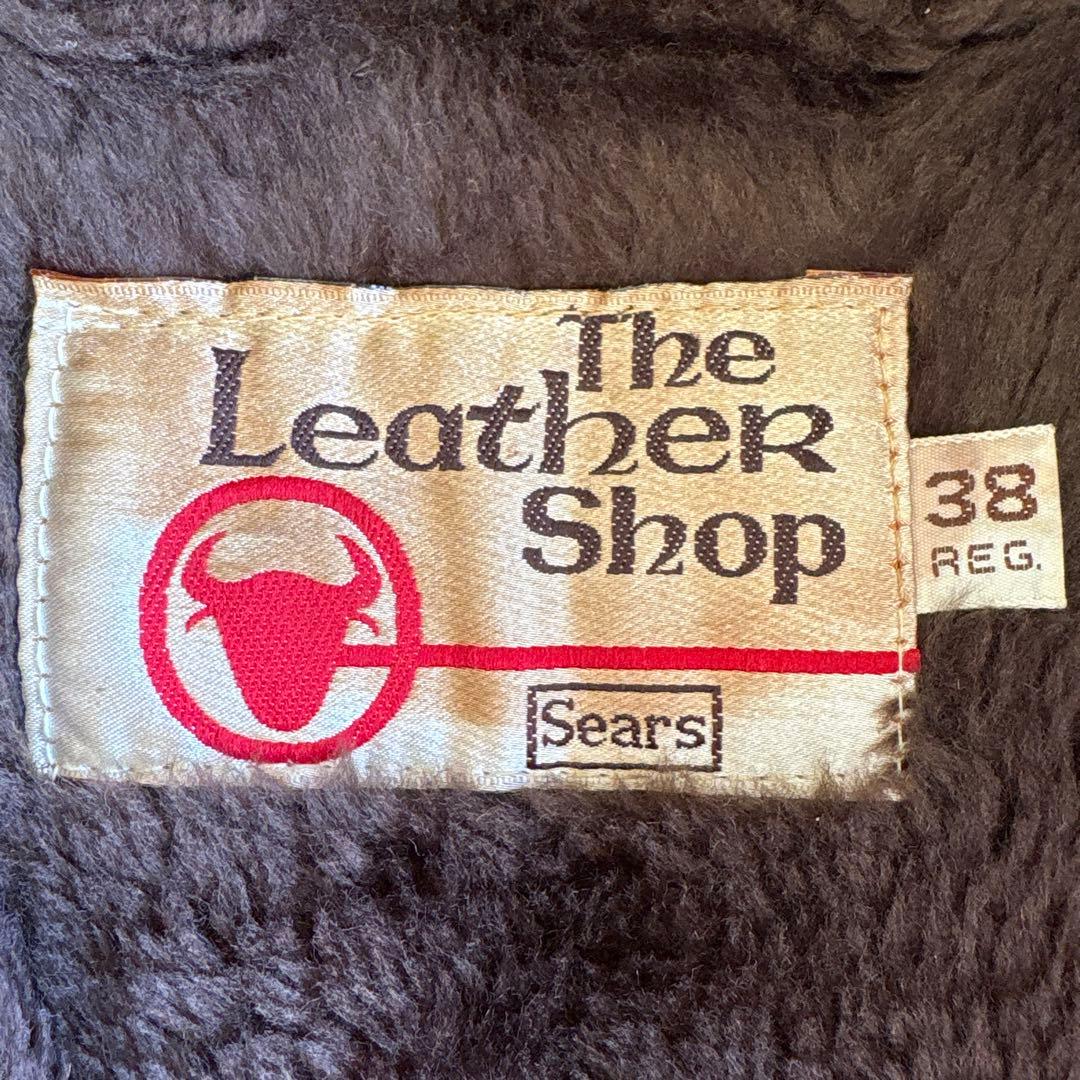 The
Leather
Shop
Sears
38
REG.